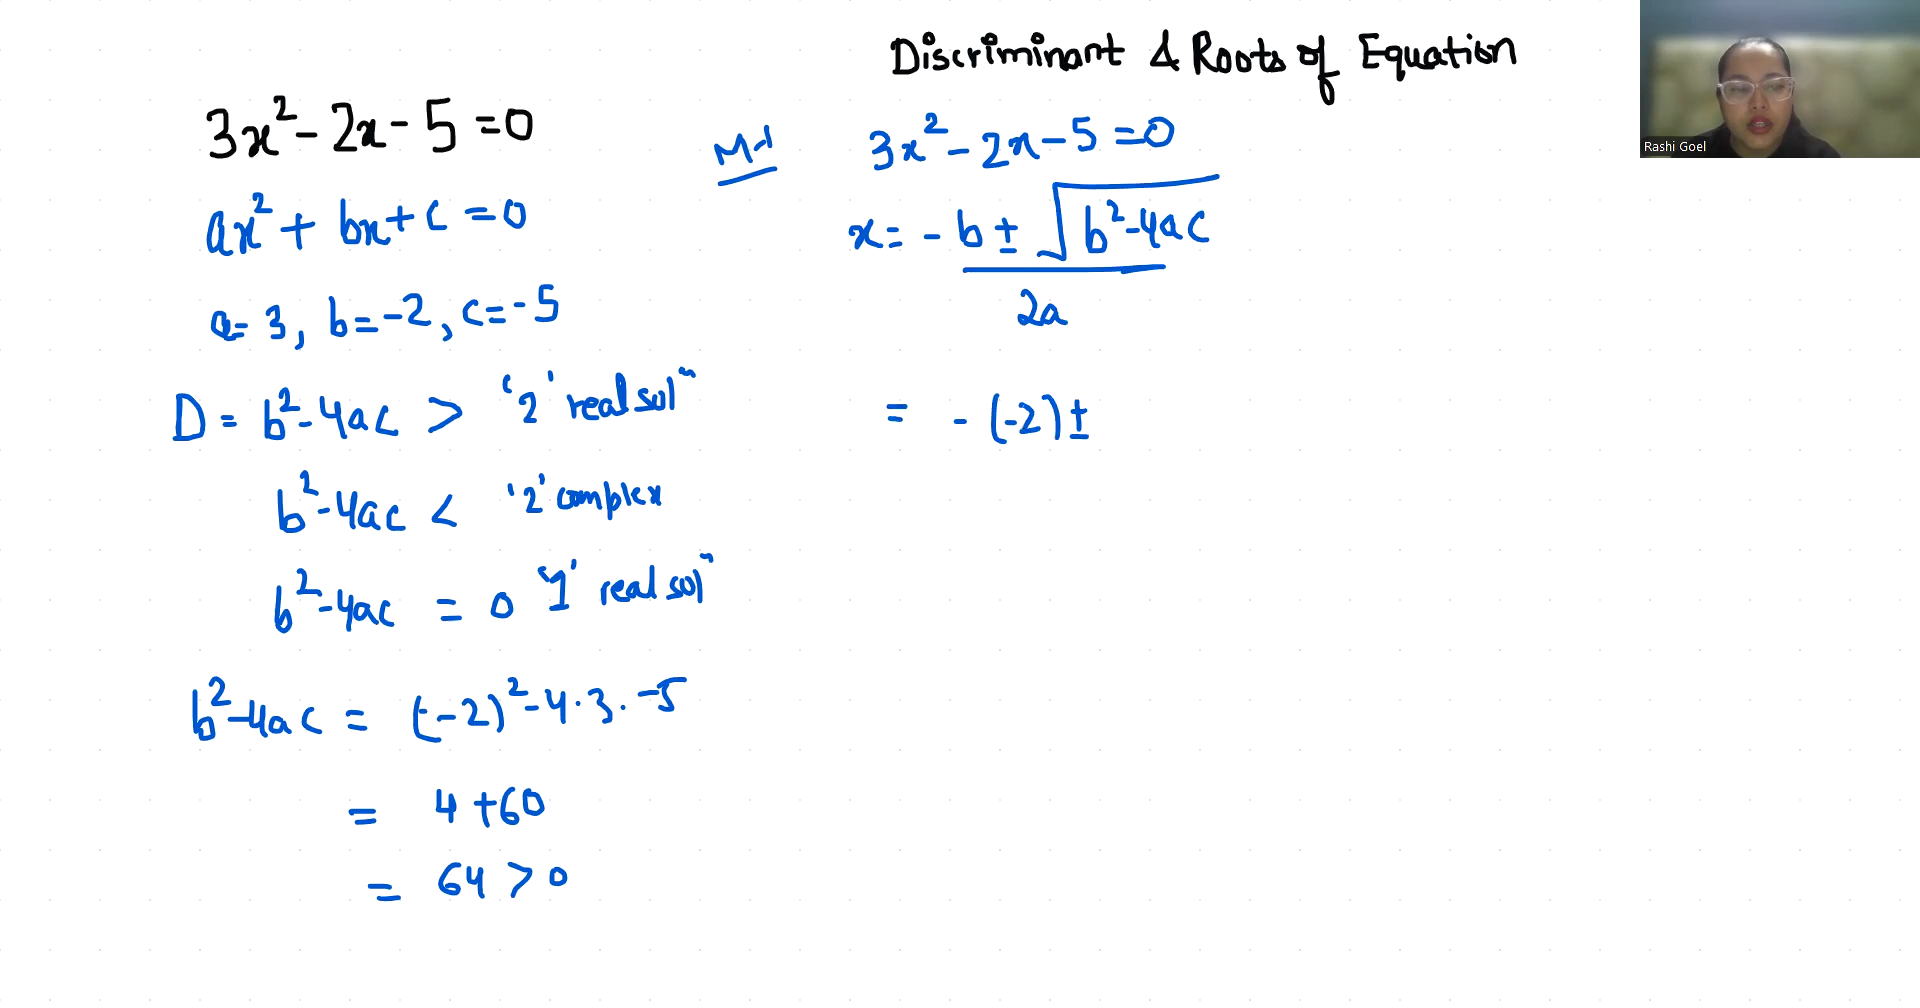 Discriminant & Roots of Equation
Rashi Goel
3x² - 2x - 5 = 0
ax² + bx + c = 0
a = 3, b = -2, c = -5
D = b² - 4ac > '2' real solⁿ
b² - 4ac < '2' complex
b² - 4ac = 0 '1' real solⁿ
b² - 4ac = (-2)² - 4 · 3 · -5
= 4 + 60
= 64 > 0
M-1
3x² - 2x - 5 = 0
x = - b ± √b² - 4ac
2a
= - (-2) ±